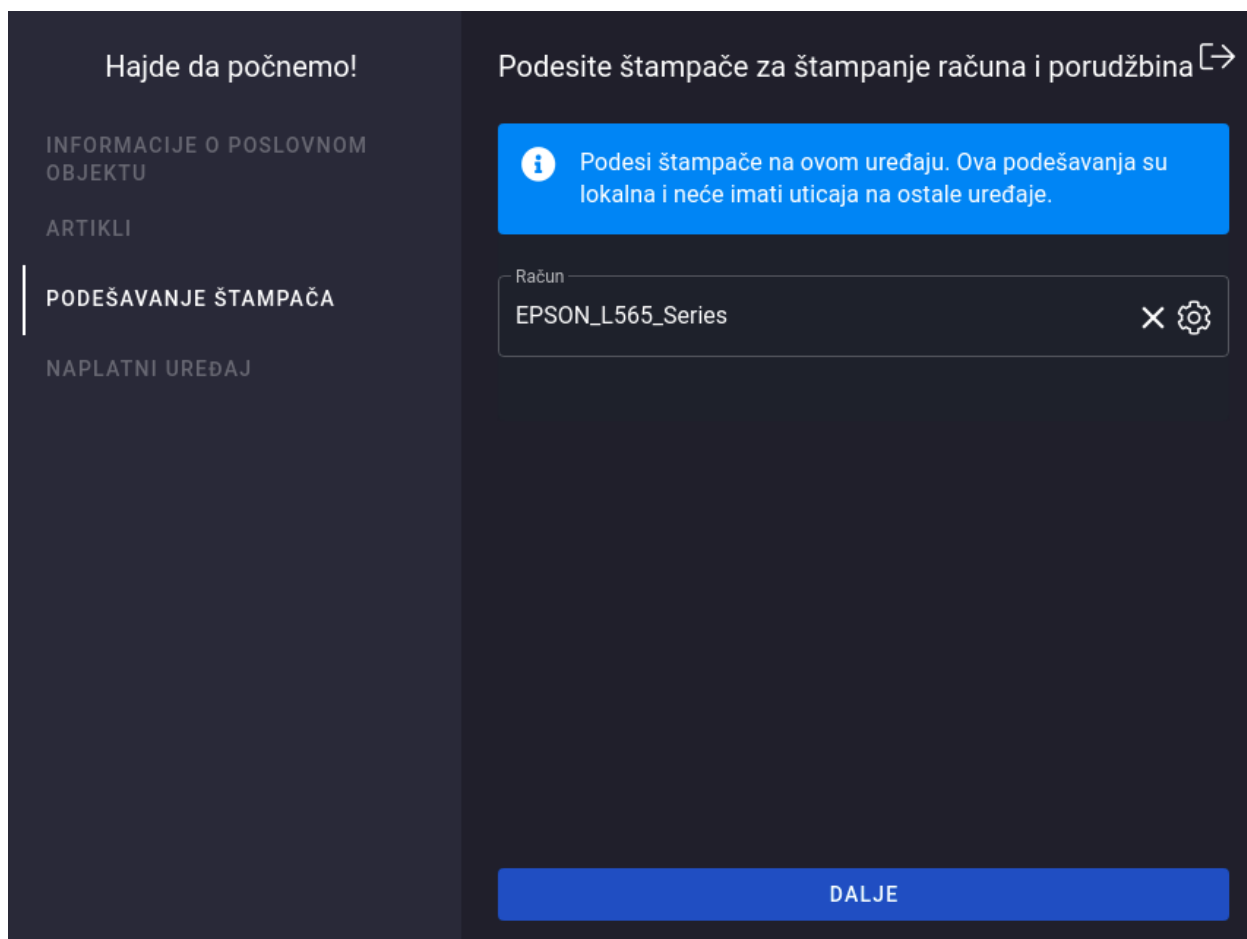 Hajde da počnemo!
INFORMACIJE O POSLOVNOM
OBJEKTU
ARTIKLI
PODEŠAVANJE ŠTAMPAČA
NAPLATNI UREĐAJ
Podesite štampače za štampanje računa i porudžbina
Podesi štampače na ovom uređaju. Ova podešavanja su
lokalna i neće imati uticaja na ostale uređaje.
Račun
EPSON_L565_Series
DALJE